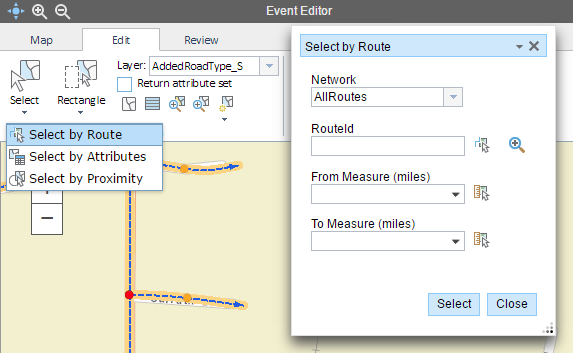 Event Editor
Map
Edit
Review
Layer: AddedRoadType_S
Return attribute set
Select
Rectangle
Select by Route
Select by Attributes
Select by Proximity
Select by Route
Network
AllRoutes
RouteId
From Measure (miles)
To Measure (miles)
Select
Close